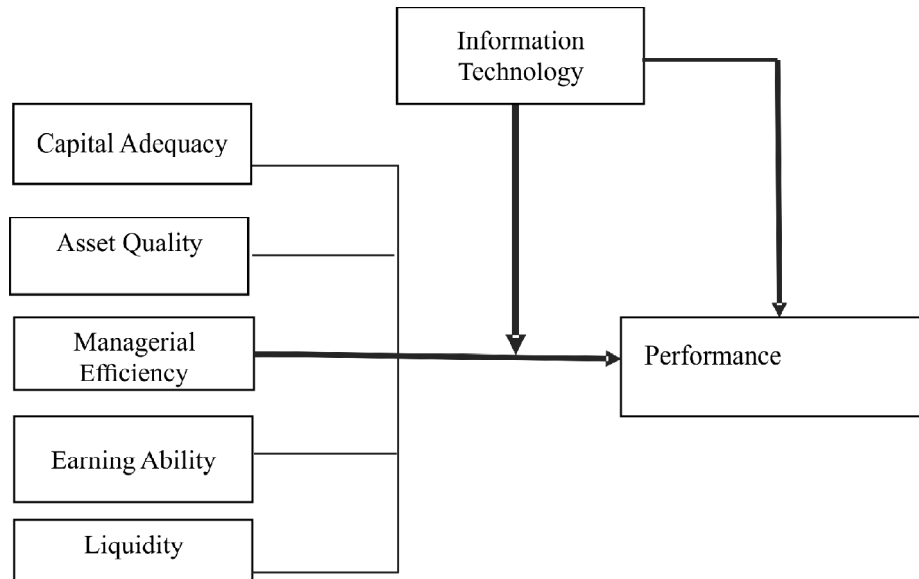 Information
Technology
Capital Adequacy
Asset Quality
Managerial
Efficiency
Performance
Earning Ability
Liquidity